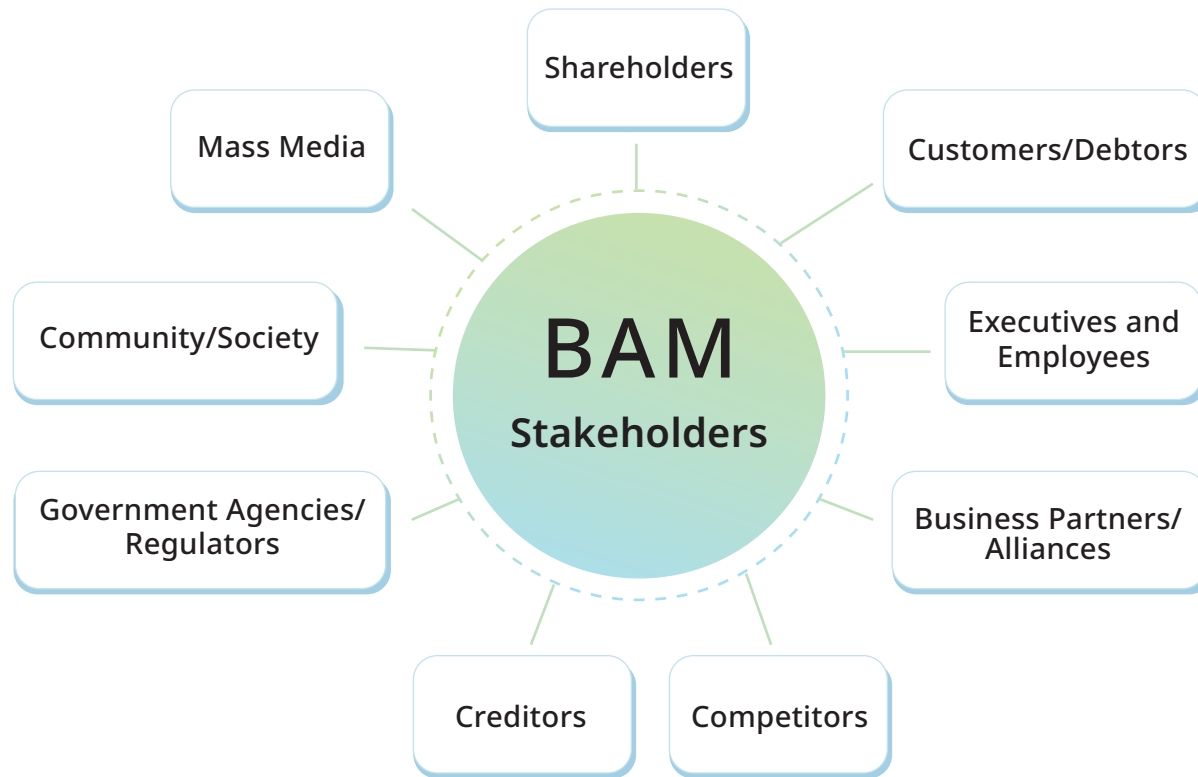 Shareholders
Mass Media
Customers/Debtors
Community/Society
Executives and
Employees
BAM
Stakeholders
Government Agencies/
Regulators
Business Partners/
Alliances
Creditors
Competitors